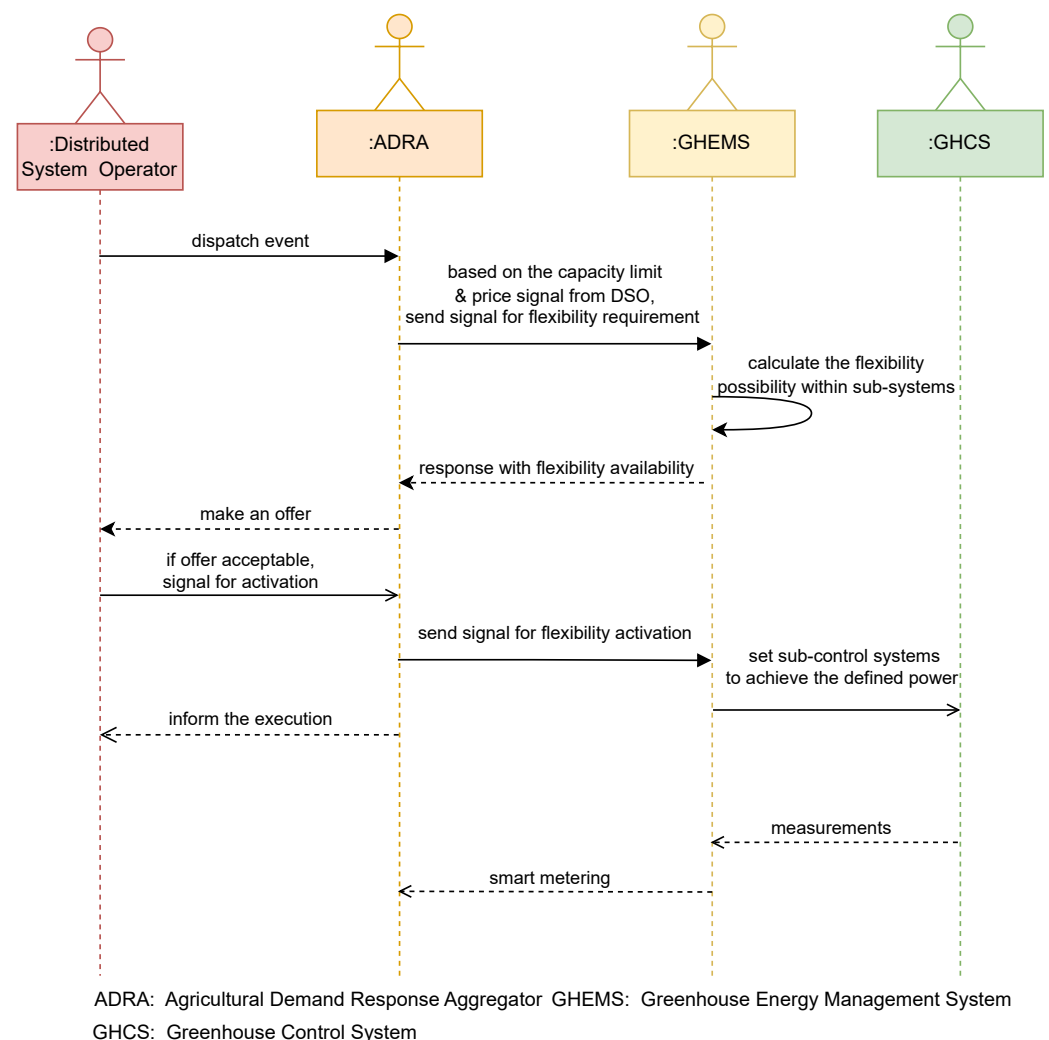 :Distributed
System Operator
:ADRA
:GHEMS
:GHCS
dispatch event
based on the capacity limit
& price signal from DSO,
send signal for flexibility requirement
calculate the flexibility
possibility within sub-systems
response with flexibility availability
make an offer
if offer acceptable,
signal for activation
send signal for flexibility activation
set sub-control systems
to achieve the defined power
inform the execution
measurements
smart metering
ADRA: Agricultural Demand Response Aggregator GHEMS: Greenhouse Energy Management System
GHCS: Greenhouse Control System